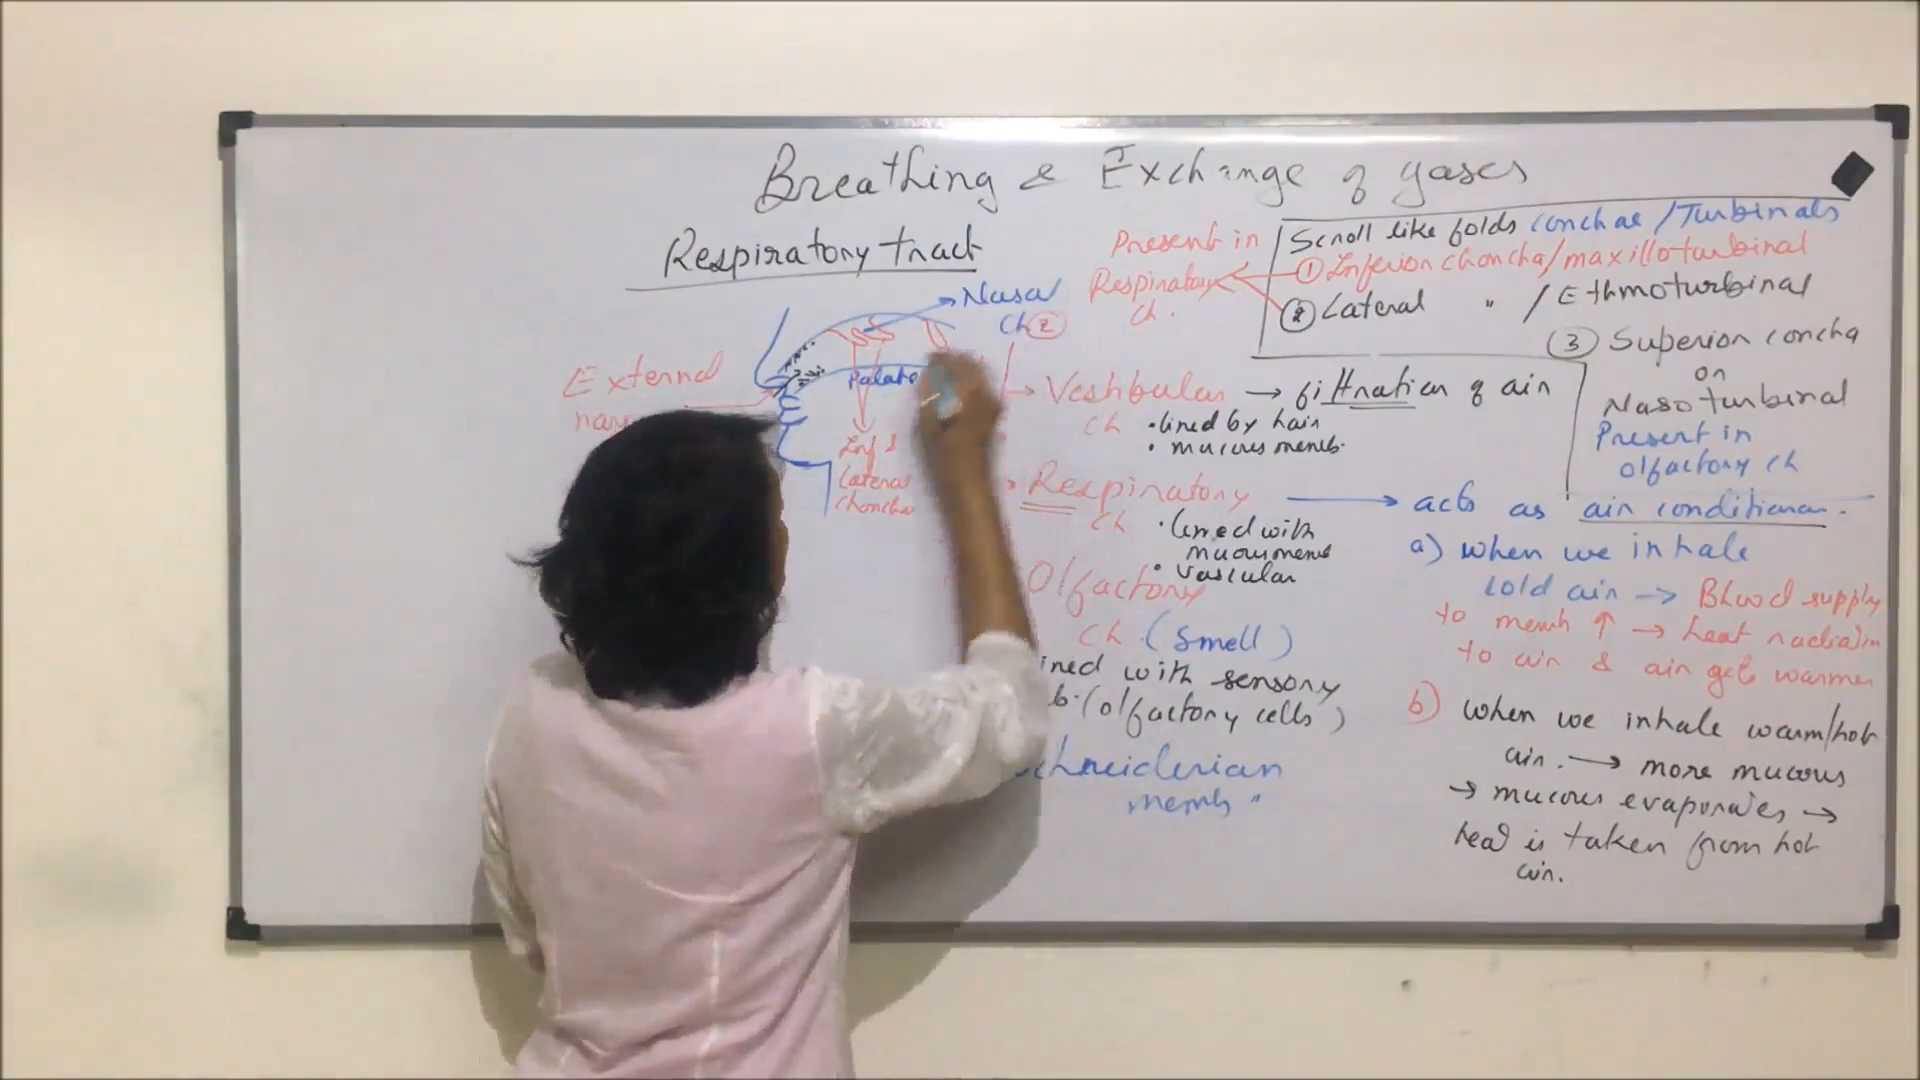 Breathing & Exchange of gases
Respiratory tract
Present in
Respiratory
Ch.
Scroll like folds conchae / Turbinals
① Inferior choncha / maxilloturbinal
② Lateral " / Ethmoturbinal
③ Superior concha
or
Nasoturbinal
Present in
Olfactory ch
Nasal
Ch ②
External
Palate
Inf &
Lateral
choncha
→ Vestibular → filtration of air
Ch
• lined by hair
• mucous memb.
Respiratory → acts as air conditioner.
Ch
• lined with
mucous memb
• vascular
Olfactory
Ch. (Smell)
with sensory
(olfactory cells)
memb "
a) when we inhale
cold air → Blood supply
to memb ↑ → heat radiation
to air & air gets warmer
b) when we inhale warm/hot
air. → more mucous
→ mucous evaporates →
heat is taken from hot
air.